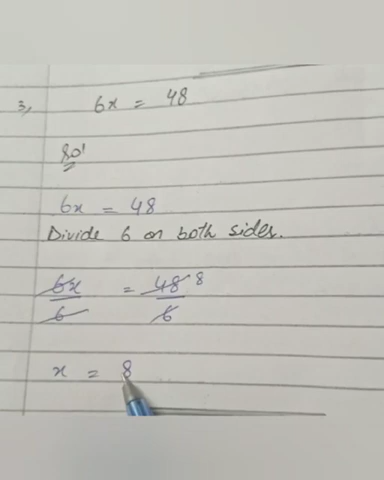 3, 6x = 48
Sol
6x = 48
Divide 6 on both sides.
6x/6 = 48/6 8
x = 8